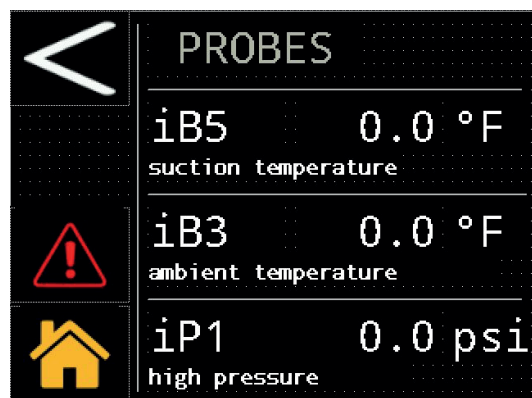 PROBES
iB5 0.0 °F
suction temperature
iB3 0.0 °F
ambient temperature
iP1 0.0 psi
high pressure